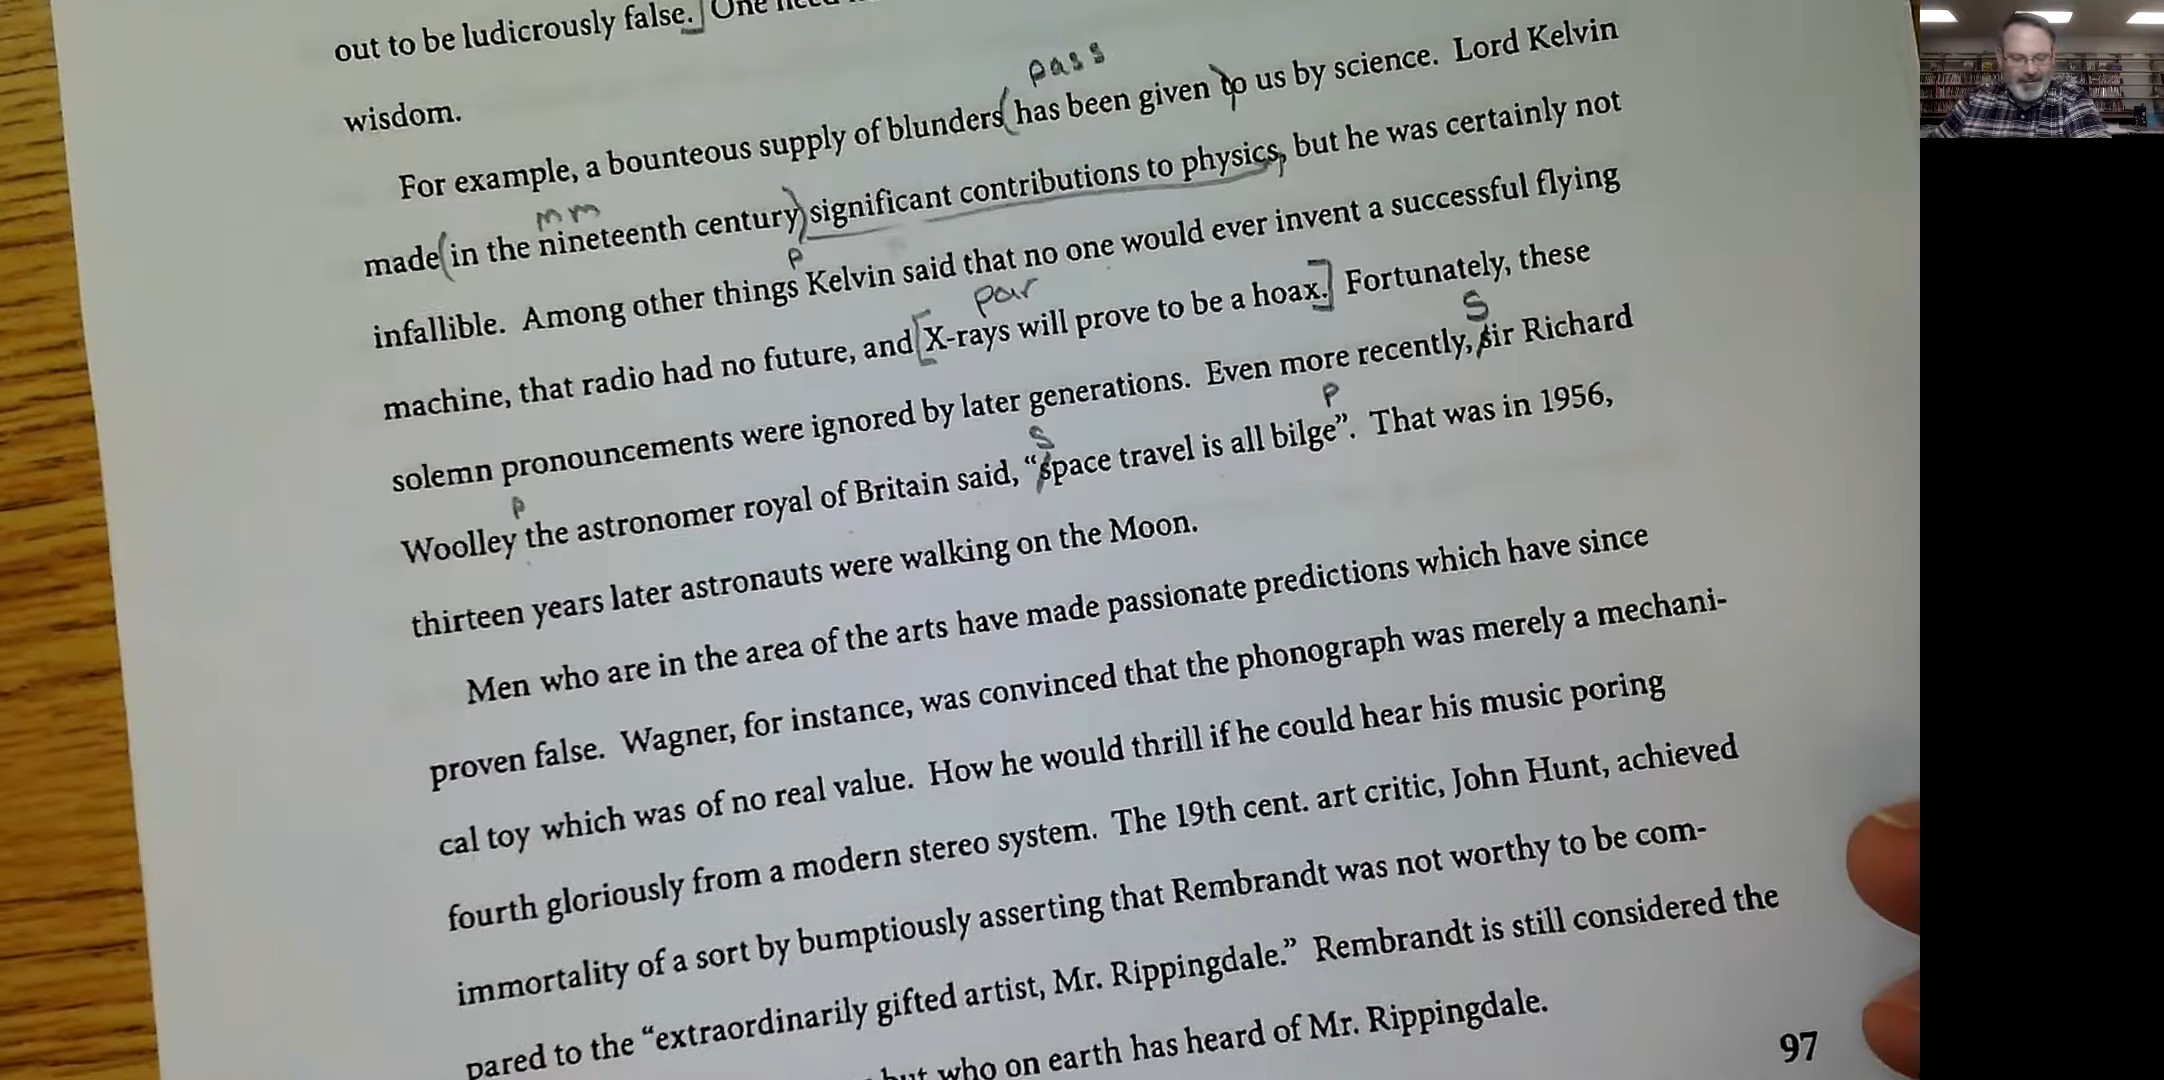 out to be ludicrously false.] One need
wisdom.
pass
For example, a bounteous supply of blunders (has been given to us by science. Lord Kelvin
mm
made (in the nineteenth century) significant contributions to physics, but he was certainly not
P
infallible. Among other things Kelvin said that no one would ever invent a successful flying
par
machine, that radio had no future, and [X-rays will prove to be a hoax.] Fortunately, these
S
solemn pronouncements were ignored by later generations. Even more recently, sir Richard
P S P
Woolley the astronomer royal of Britain said, “space travel is all bilge”. That was in 1956,
thirteen years later astronauts were walking on the Moon.
Men who are in the area of the arts have made passionate predictions which have since
proven false. Wagner, for instance, was convinced that the phonograph was merely a mechani-
cal toy which was of no real value. How he would thrill if he could hear his music poring
fourth gloriously from a modern stereo system. The 19th cent. art critic, John Hunt, achieved
immortality of a sort by bumptiously asserting that Rembrandt was not worthy to be com-
pared to the “extraordinarily gifted artist, Mr. Rippingdale.” Rembrandt is still considered the
but who on earth has heard of Mr. Rippingdale.
97